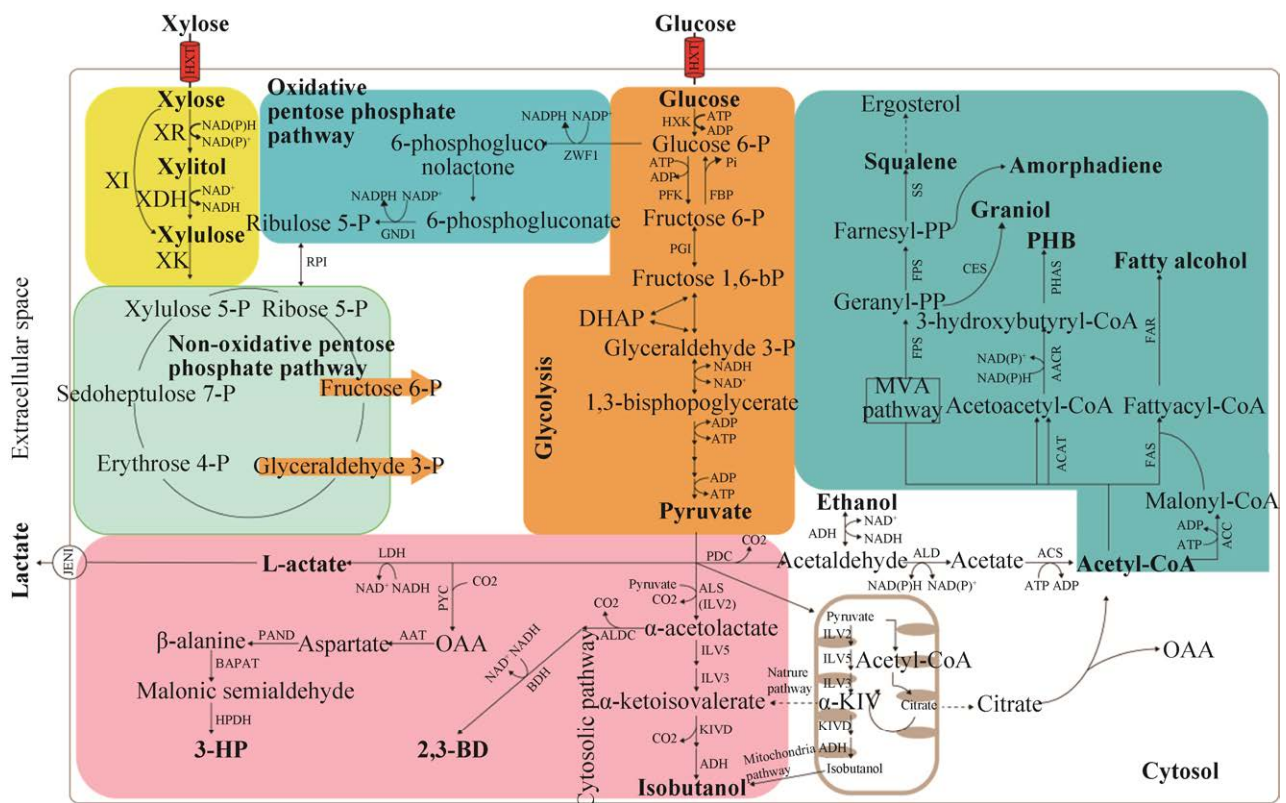 Xylose
Glucose
HXT
HXT
Xylose
XR
NAD(P)H
NAD(P)⁺
Xylitol
XI
XDH
NAD⁺
NADH
Xylulose
XK
Oxidative
pentose phosphate
pathway
NADPH NADP⁺
6-phosphogluco
nolactone
ZWF1
NADPH NADP⁺
Ribulose 5-P
6-phosphogluconate
GND1
RPI
Glucose
HXK
ATP
ADP
Glucose 6-P
ATP
ADP
Pi
PFK
FBP
Fructose 6-P
PGI
Fructose 1,6-bP
DHAP
Glyceraldehyde 3-P
NADH
NAD⁺
1,3-bisphopoglycerate
ADP
ATP
ADP
ATP
Pyruvate
Glycolysis
Xylulose 5-P
Ribose 5-P
Non-oxidative pentose
phosphate pathway
Sedoheptulose 7-P
Fructose 6-P
Erythrose 4-P
Glyceraldehyde 3-P
Extracellular space
Ergosterol
Squalene
Amorphadiene
SS
Graniol
Farnesyl-PP
PHB
Fatty alcohol
FPS
CES
PHAS
Geranyl-PP
3-hydroxybutyryl-CoA
FAR
FPS
NAD(P)⁺
NAD(P)H
AACR
MVA
pathway
Acetoacetyl-CoA
Fattyacyl-CoA
ACAT
FAS
Malonyl-CoA
ADP
ATP
ACC
Ethanol
ADH
NAD⁺
NADH
Lactate
JENI
L-actate
LDH
NAD⁺ NADH
PYC
CO2
PDC
CO2
Acetaldehyde
ALD
NAD(P)H NAD(P)⁺
Acetate
ACS
ATP ADP
Acetyl-CoA
Pyruvate
CO2
ALS
(ILV2)
CO2
ALDC
α-acetolactate
β-alanine
PAND
Aspartate
AAT
OAA
BAPAT
Malonic semialdehyde
HPDH
3-HP
NAD⁺ NADH
BDH
2,3-BD
Cytosolic pathway
ILV5
ILV3
α-ketoisovalerate
KIVD
CO2
ADH
Isobutanol
Natrure
pathway
Mitochondria
pathway
Pyruvate
ILV2
ILV5
Acetyl-CoA
ILV3
α-KIV
Citrate
KIVD
ADH
Isobutanol
Citrate
OAA
Cytosol